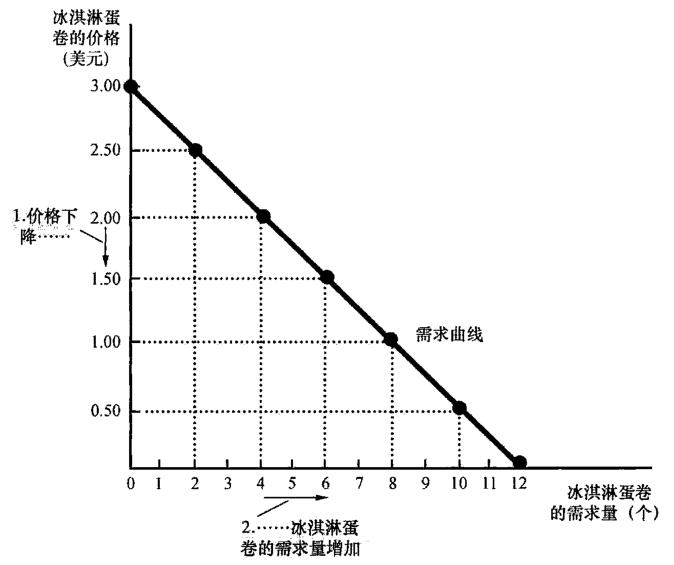 冰淇淋蛋
卷的价格
(美元)
3.00
2.50
2.00
1.50
1.00
0.50
1.价格下
降……
需求曲线
0 1 2 3 4 5 6 7 8 9 10 11 12
冰淇淋蛋卷
的需求量（个）
2.……冰淇淋蛋
卷的需求量增加